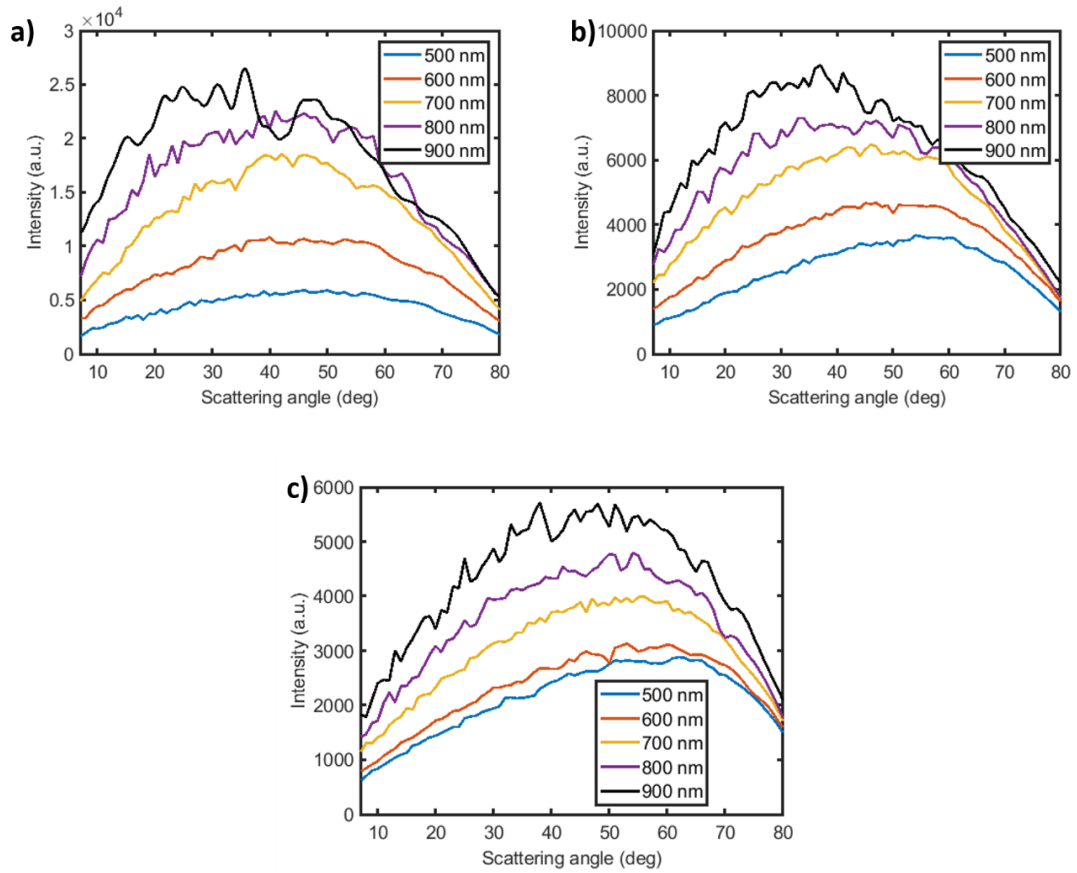 a)
×10^4
3
2.5
2
1.5
1
0.5
0
Intensity (a.u.)
10 20 30 40 50 60 70 80
Scattering angle (deg)
500 nm
600 nm
700 nm
800 nm
900 nm
b)
10000
8000
6000
4000
2000
0
Intensity (a.u.)
10 20 30 40 50 60 70 80
Scattering angle (deg)
500 nm
600 nm
700 nm
800 nm
900 nm
c)
6000
5000
4000
3000
2000
1000
0
Intensity (a.u.)
10 20 30 40 50 60 70 80
Scattering angle (deg)
500 nm
600 nm
700 nm
800 nm
900 nm